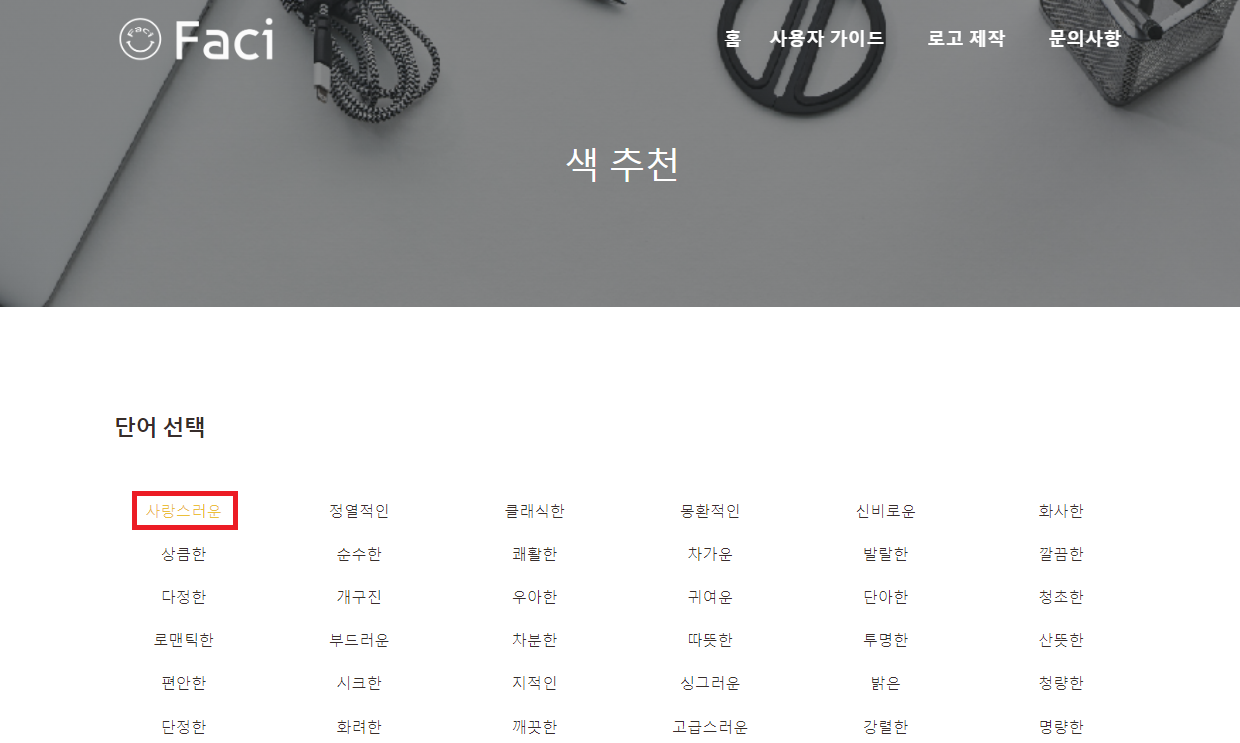 Faci Faci 홈 사용자 가이드 로고 제작 문의사항
색 추천
단어 선택
사랑스러운 정열적인 클래식한 몽환적인 신비로운 화사한
상큼한 순수한 쾌활한 차가운 발랄한 깔끔한
다정한 개구진 우아한 귀여운 단아한 청초한
로맨틱한 부드러운 차분한 따뜻한 투명한 산뜻한
편안한 시크한 지적인 싱그러운 밝은 청량한
단정한 화려한 깨끗한 고급스러운 강렬한 명량한